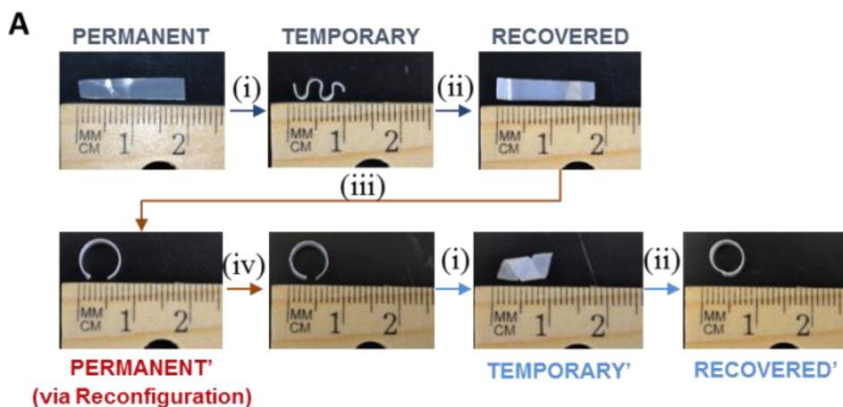 A
PERMANENT TEMPORARY RECOVERED
(i) (ii)
MM CM 1 2
MM CM 1 2
MM CM 1 2
(iii)
(iv) (i) (ii)
MM CM 1 2
MM CM 1 2
MM CM 1 2
MM CM 1 2
PERMANENT' TEMPORARY' RECOVERED'
(via Reconfiguration)